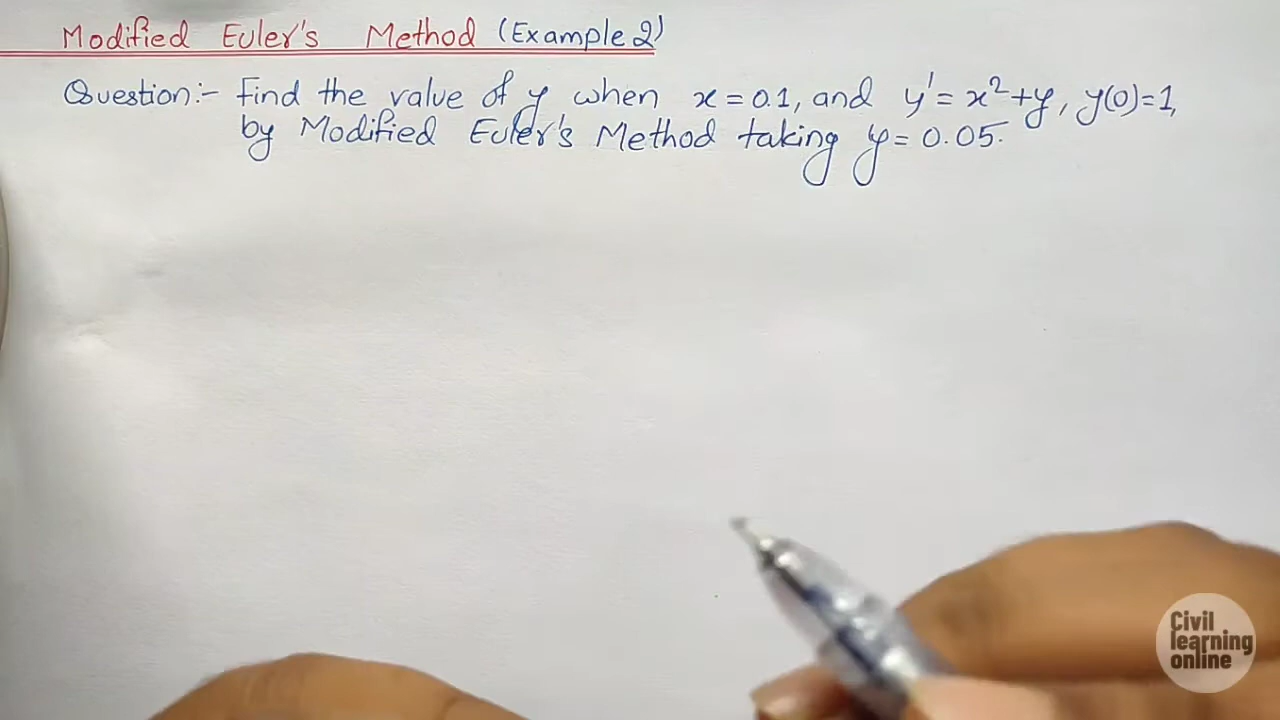 Modified Euler's Method (Example 2)
Question:- Find the value of y when x = 0.1, and y' = x²+y, y(0)=1,
by Modified Euler's Method taking y = 0.05.
Civil
learning
online